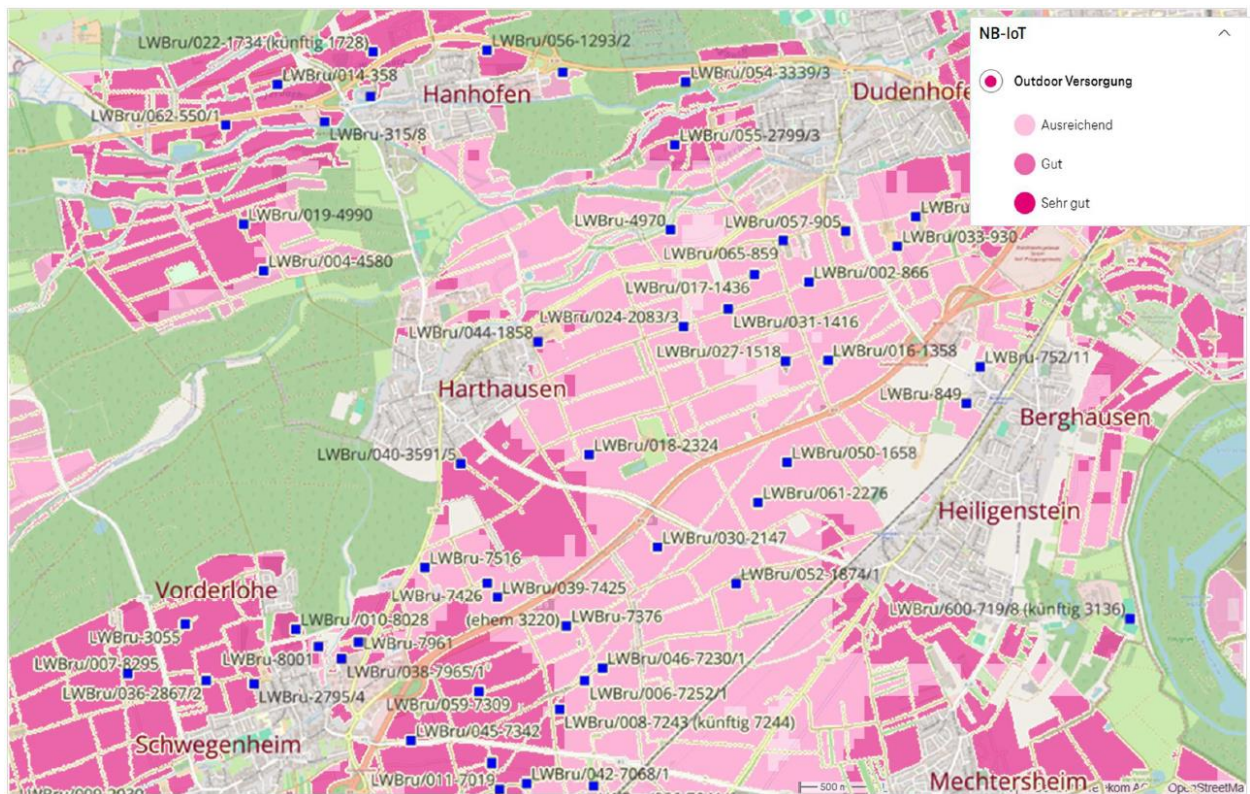 NB-IoT
Outdoor Versorgung
Ausreichend
Gut
Sehr gut
LWBru/022-1734 (künftig 1728)
LWBru/056-1293/2
LWBru/014-358
Hanhofen
LWBru/054-3339/3
Dudenhofe
LWBru/062-550/1
LWBru-315/8
LWBru/055-2799/3
LWBru/019-4990
LWBru-4970
LWBru/057-905
LWBru
LWBru/033-930
LWBru/004-4580
LWBru/065-859
LWBru/002-866
LWBru/017-1436
LWBru/024-2083/3
LWBru/031-1416
LWBru/044-1858
LWBru/027-1518
LWBru/016-1358
LWBru-752/11
Harthausen
LWBru-849
Berghausen
LWBru/018-2324
LWBru/040-3591/5
LWBru/050-1658
LWBru/061-2276
Heiligenstein
LWBru/030-2147
LWBru-7516
LWBru/052-1874/1
Vorderlohe
LWBru/039-7425
LWBru-7426
LWBru/600-719/8 (künftig 3136)
LWBru/010-8028
(ehem 3220)
LWBru-7376
LWBru-3055
LWBru-7961
LWBru-8001
LWBru/007-8295
LWBru/038-7965/1
LWBru/046-7230/1
LWBru/036-2867/2
LWBru-2795/4
LWBru/006-7252/1
LWBru/059-7309
LWBru/008-7243 (künftig 7244)
Schwegenheim
LWBru/045-7342
LWBru/011-7019
LWBru/042-7068/1
Mechtersheim
500 m
OpenStreetMa